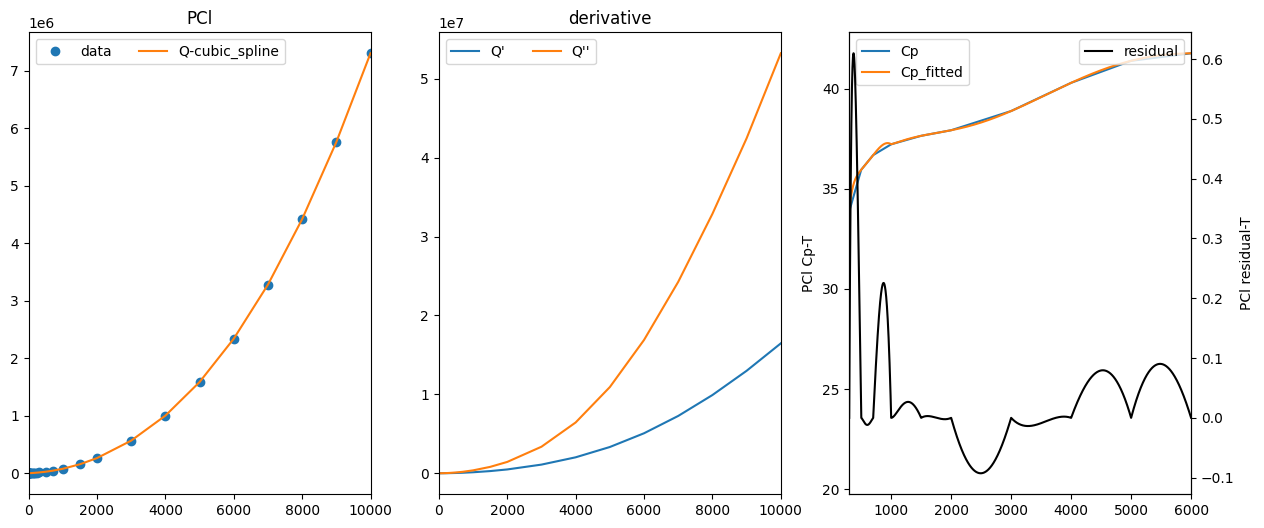 PCl
1e6
data
Q-cubic_spline
7
6
5
4
3
2
1
0
0 2000 4000 6000 8000 10000
derivative
1e7
Q'
Q''
5
4
3
2
1
0
0 2000 4000 6000 8000 10000
Cp
Cp_fitted
residual
PCl Cp-T
40
35
30
25
20
1000 2000 3000 4000 5000 6000
0.6
0.5
0.4
0.3
0.2
0.1
0.0
−0.1
PCl residual-T